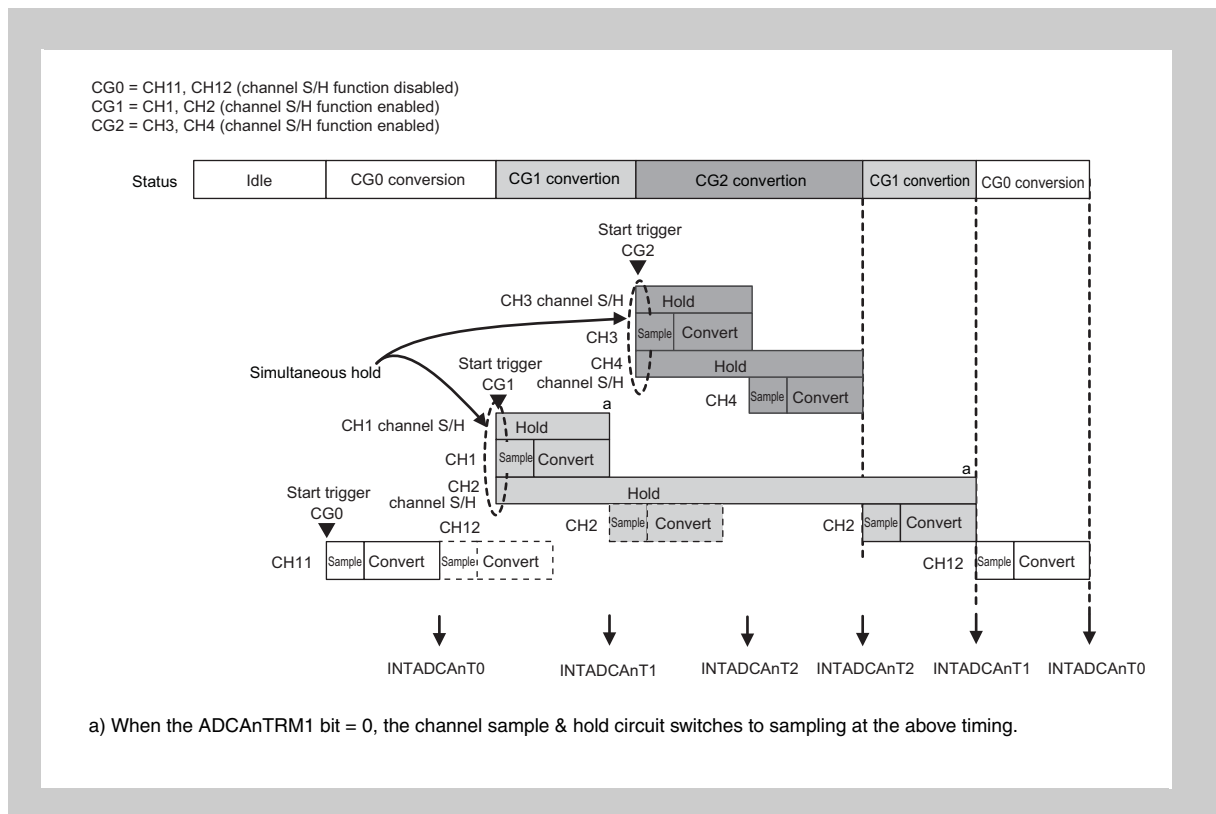 CG0 = CH11, CH12 (channel S/H function disabled)
CG1 = CH1, CH2 (channel S/H function enabled)
CG2 = CH3, CH4 (channel S/H function enabled)
Status
Idle
CG0 conversion
CG1 convertion
CG2 convertion
CG1 convertion
CG0 conversion
Start trigger
CG2
CH3 channel S/H
Hold
CH3
Sample
Convert
CH4
channel S/H
Hold
CH4
Sample
Convert
Simultaneous hold
Start trigger
CG1
a
CH1 channel S/H
Hold
CH1
Sample
Convert
a
CH2
channel S/H
Hold
Start trigger
CG0
CH12
CH2
Sample
Convert
CH2
Sample
Convert
CH11
Sample
Convert
Sample
Convert
CH12
Sample
Convert
INTADCAnT0
INTADCAnT1
INTADCAnT2
INTADCAnT2
INTADCAnT1
INTADCAnT0
a) When the ADCAnTRM1 bit = 0, the channel sample & hold circuit switches to sampling at the above timing.